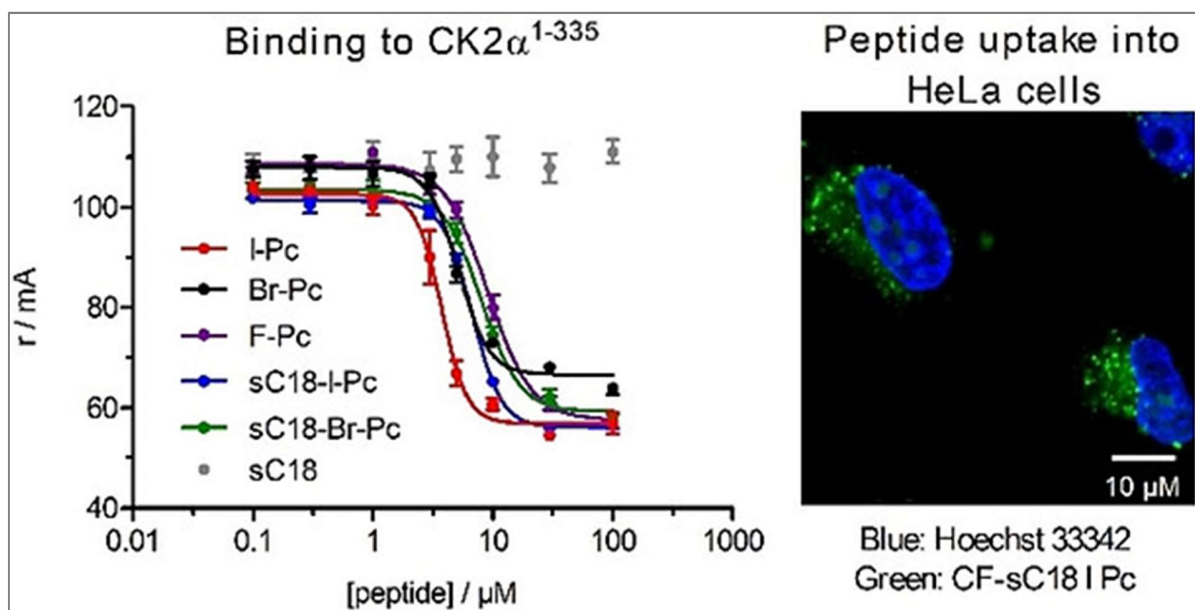 Binding to CK2α¹⁻³³⁵
120
100
80
60
40
r / mA
I-Pc
Br-Pc
F-Pc
sC18-I-Pc
sC18-Br-Pc
sC18
0.01 0.1 1 10 100 1000
[peptide] / µM
Peptide uptake into
HeLa cells
10 µM
Blue: Hoechst 33342
Green: CF-sC18 I Pc